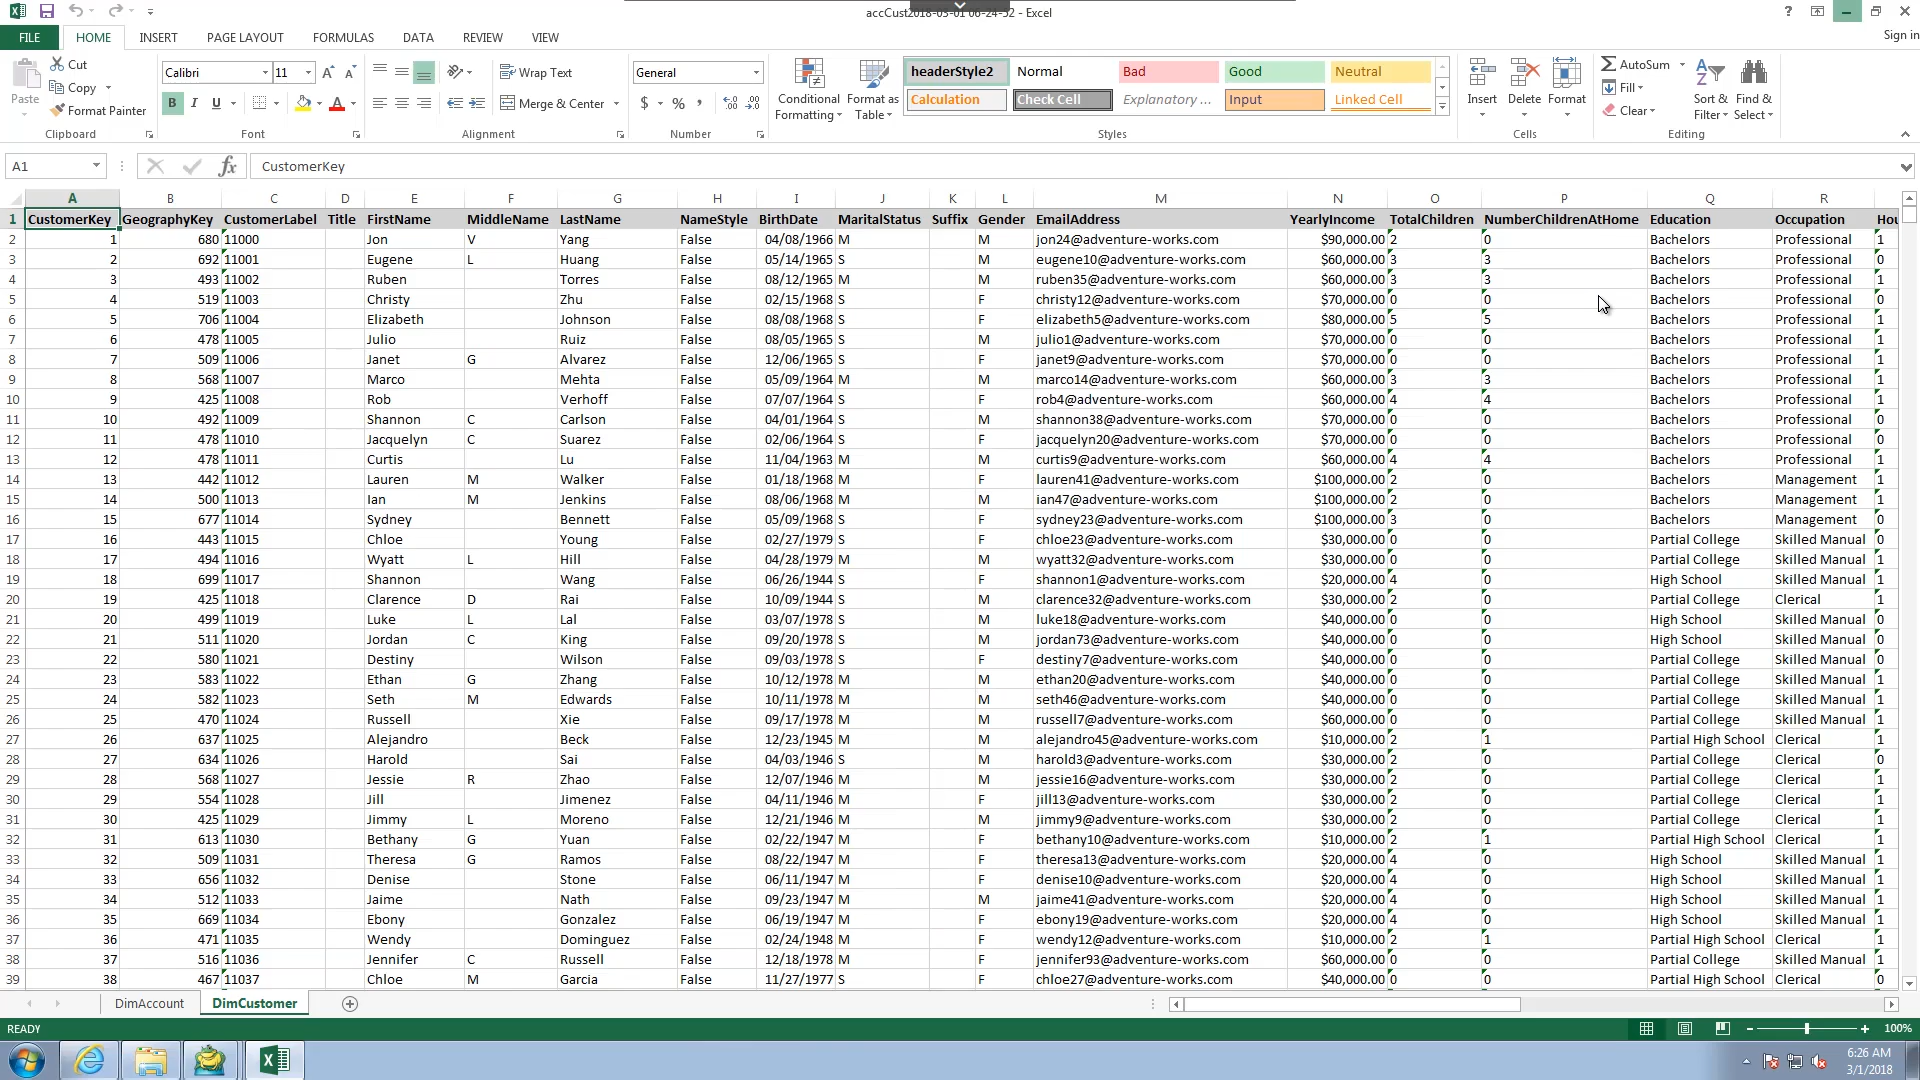 accCust2018-03-01 06-24-52 - Excel
?
Sign in
FILE HOME INSERT PAGE LAYOUT FORMULAS DATA REVIEW VIEW
Paste Cut Copy Format Painter
Clipboard
Calibri 11 A A
B I U A
Font
Wrap Text
Merge & Center
Alignment
General
$ % ,
Number
Conditional Formatting Format as Table
headerStyle2 Normal Bad Good Neutral
Calculation Check Cell Explanatory ... Input Linked Cell
Styles
Insert Delete Format
Cells
AutoSum Fill Clear Sort & Filter Find & Select
Editing
A1 fx CustomerKey
A B C D E F G H I J K L M N O P Q R
1 CustomerKey GeographyKey CustomerLabel Title FirstName MiddleName LastName NameStyle BirthDate MaritalStatus Suffix Gender EmailAddress YearlyIncome TotalChildren NumberChildrenAtHome Education Occupation Hou
2 1 680 11000 Jon V Yang False 04/08/1966 M M jon24@adventure-works.com $90,000.00 2 0 Bachelors Professional 1
3 2 692 11001 Eugene L Huang False 05/14/1965 S M eugene10@adventure-works.com $60,000.00 3 3 Bachelors Professional 0
4 3 493 11002 Ruben Torres False 08/12/1965 M M ruben35@adventure-works.com $60,000.00 3 3 Bachelors Professional 1
5 4 519 11003 Christy Zhu False 02/15/1968 S F christy12@adventure-works.com $70,000.00 0 0 Bachelors Professional 0
6 5 706 11004 Elizabeth Johnson False 08/08/1968 S F elizabeth5@adventure-works.com $80,000.00 5 5 Bachelors Professional 1
7 6 478 11005 Julio Ruiz False 08/05/1965 S M julio1@adventure-works.com $70,000.00 0 0 Bachelors Professional 1
8 7 509 11006 Janet G Alvarez False 12/06/1965 S F janet9@adventure-works.com $70,000.00 0 0 Bachelors Professional 1
9 8 568 11007 Marco Mehta False 05/09/1964 M M marco14@adventure-works.com $60,000.00 3 3 Bachelors Professional 1
10 9 425 11008 Rob Verhoff False 07/07/1964 S F rob4@adventure-works.com $60,000.00 4 4 Bachelors Professional 1
11 10 492 11009 Shannon C Carlson False 04/01/1964 S M shannon38@adventure-works.com $70,000.00 0 0 Bachelors Professional 0
12 11 478 11010 Jacquelyn C Suarez False 02/06/1964 S F jacquelyn20@adventure-works.com $70,000.00 0 0 Bachelors Professional 0
13 12 478 11011 Curtis Lu False 11/04/1963 M M curtis9@adventure-works.com $60,000.00 4 4 Bachelors Professional 1
14 13 442 11012 Lauren M Walker False 01/18/1968 M F lauren41@adventure-works.com $100,000.00 2 0 Bachelors Management 1
15 14 500 11013 Ian M Jenkins False 08/06/1968 M M ian47@adventure-works.com $100,000.00 2 0 Bachelors Management 1
16 15 677 11014 Sydney Bennett False 05/09/1968 S F sydney23@adventure-works.com $100,000.00 3 0 Bachelors Management 0
17 16 443 11015 Chloe Young False 02/27/1979 S F chloe23@adventure-works.com $30,000.00 0 0 Partial College Skilled Manual 0
18 17 494 11016 Wyatt L Hill False 04/28/1979 M M wyatt32@adventure-works.com $30,000.00 0 0 Partial College Skilled Manual 1
19 18 699 11017 Shannon Wang False 06/26/1944 S F shannon1@adventure-works.com $20,000.00 4 0 High School Skilled Manual 1
20 19 425 11018 Clarence D Rai False 10/09/1944 S M clarence32@adventure-works.com $30,000.00 2 0 Partial College Clerical 1
21 20 499 11019 Luke L Lal False 03/07/1978 S M luke18@adventure-works.com $40,000.00 0 0 High School Skilled Manual 0
22 21 511 11020 Jordan C King False 09/20/1978 S M jordan73@adventure-works.com $40,000.00 0 0 High School Skilled Manual 0
23 22 580 11021 Destiny Wilson False 09/03/1978 S F destiny7@adventure-works.com $40,000.00 0 0 Partial College Skilled Manual 0
24 23 583 11022 Ethan G Zhang False 10/12/1978 M M ethan20@adventure-works.com $40,000.00 0 0 Partial College Skilled Manual 1
25 24 582 11023 Seth M Edwards False 10/11/1978 M M seth46@adventure-works.com $40,000.00 0 0 Partial College Skilled Manual 1
26 25 470 11024 Russell Xie False 09/17/1978 M M russell7@adventure-works.com $60,000.00 0 0 Partial College Skilled Manual 1
27 26 637 11025 Alejandro Beck False 12/23/1945 M M alejandro45@adventure-works.com $10,000.00 2 1 Partial High School Clerical 1
28 27 634 11026 Harold Sai False 04/03/1946 S M harold3@adventure-works.com $30,000.00 2 0 Partial College Clerical 0
29 28 568 11027 Jessie R Zhao False 12/07/1946 M M jessie16@adventure-works.com $30,000.00 2 0 Partial College Clerical 1
30 29 554 11028 Jill Jimenez False 04/11/1946 M F jill13@adventure-works.com $30,000.00 2 0 Partial College Clerical 1
31 30 425 11029 Jimmy L Moreno False 12/21/1946 M M jimmy9@adventure-works.com $30,000.00 2 0 Partial College Clerical 1
32 31 613 11030 Bethany G Yuan False 02/22/1947 M F bethany10@adventure-works.com $10,000.00 2 1 Partial High School Clerical 1
33 32 509 11031 Theresa G Ramos False 08/22/1947 M F theresa13@adventure-works.com $20,000.00 4 0 High School Skilled Manual 1
34 33 656 11032 Denise Stone False 06/11/1947 M F denise10@adventure-works.com $20,000.00 4 0 High School Skilled Manual 1
35 34 512 11033 Jaime Nath False 09/23/1947 M M jaime41@adventure-works.com $20,000.00 4 0 High School Skilled Manual 1
36 35 669 11034 Ebony Gonzalez False 06/19/1947 M F ebony19@adventure-works.com $20,000.00 4 0 High School Skilled Manual 1
37 36 471 11035 Wendy Dominguez False 02/24/1948 M F wendy12@adventure-works.com $10,000.00 2 1 Partial High School Clerical 1
38 37 516 11036 Jennifer C Russell False 12/18/1978 M F jennifer93@adventure-works.com $60,000.00 0 0 Partial College Skilled Manual 1
39 38 467 11037 Chloe M Garcia False 11/27/1977 S F chloe27@adventure-works.com $40,000.00 0 0 Partial High School Clerical 0
DimAccount DimCustomer
READY 100%
6:26 AM
3/1/2018